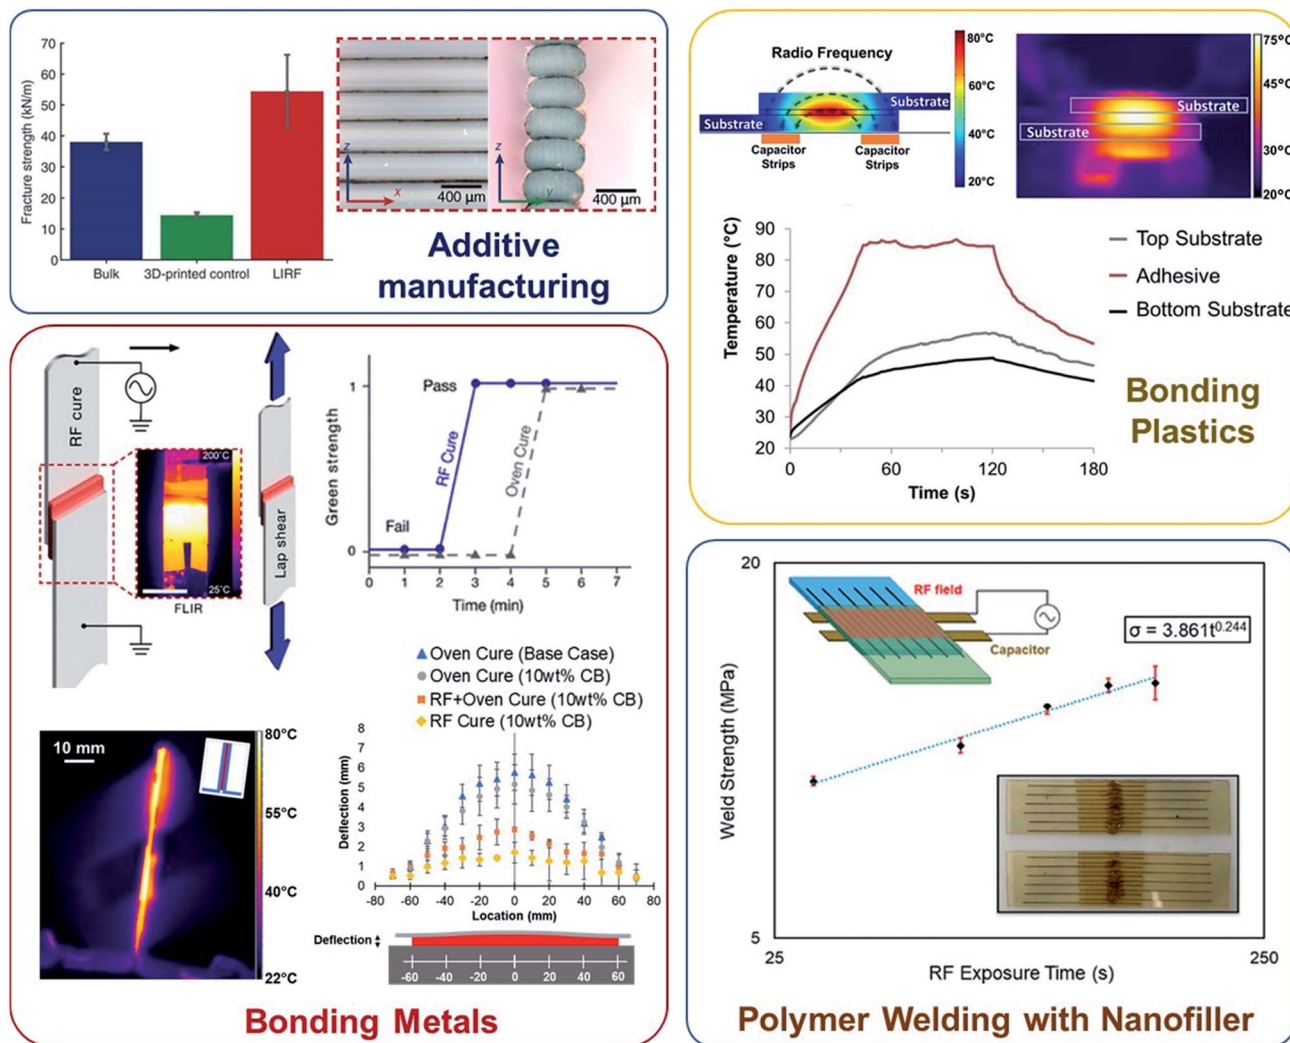 70
60
50
40
30
20
10
0
Fracture strength (kN/m)
Bulk
3D-printed control
LIRF
z
x
400 µm
z
y
400 µm
Additive
manufacturing
Radio Frequency
Substrate
Substrate
Capacitor
Strips
Capacitor
Strips
80°C
60°C
40°C
20°C
Substrate
Substrate
75°C
45°C
30°C
20°C
Temperature (°C)
90
80
70
60
50
40
30
20
0
60
120
180
Time (s)
Top Substrate
Adhesive
Bottom Substrate
Bonding
Plastics
RF cure
200°C
25°C
FLIR
Lap shear
Green strength
1
0
Pass
Fail
RF Cure
Oven Cure
0
1
2
3
4
5
6
7
Time (min)
10 mm
80°C
55°C
40°C
22°C
Oven Cure (Base Case)
Oven Cure (10wt% CB)
RF+Oven Cure (10wt% CB)
RF Cure (10wt% CB)
Deflection (mm)
8
7
6
5
4
3
2
1
0
-80 -60 -40 -20 0 20 40 60 80
Location (mm)
Deflection
-60 -40 -20 0 20 40 60
Bonding Metals
20
5
Weld Strength (MPa)
RF field
Capacitor
σ = 3.861t0.244
25
250
RF Exposure Time (s)
Polymer Welding with Nanofiller